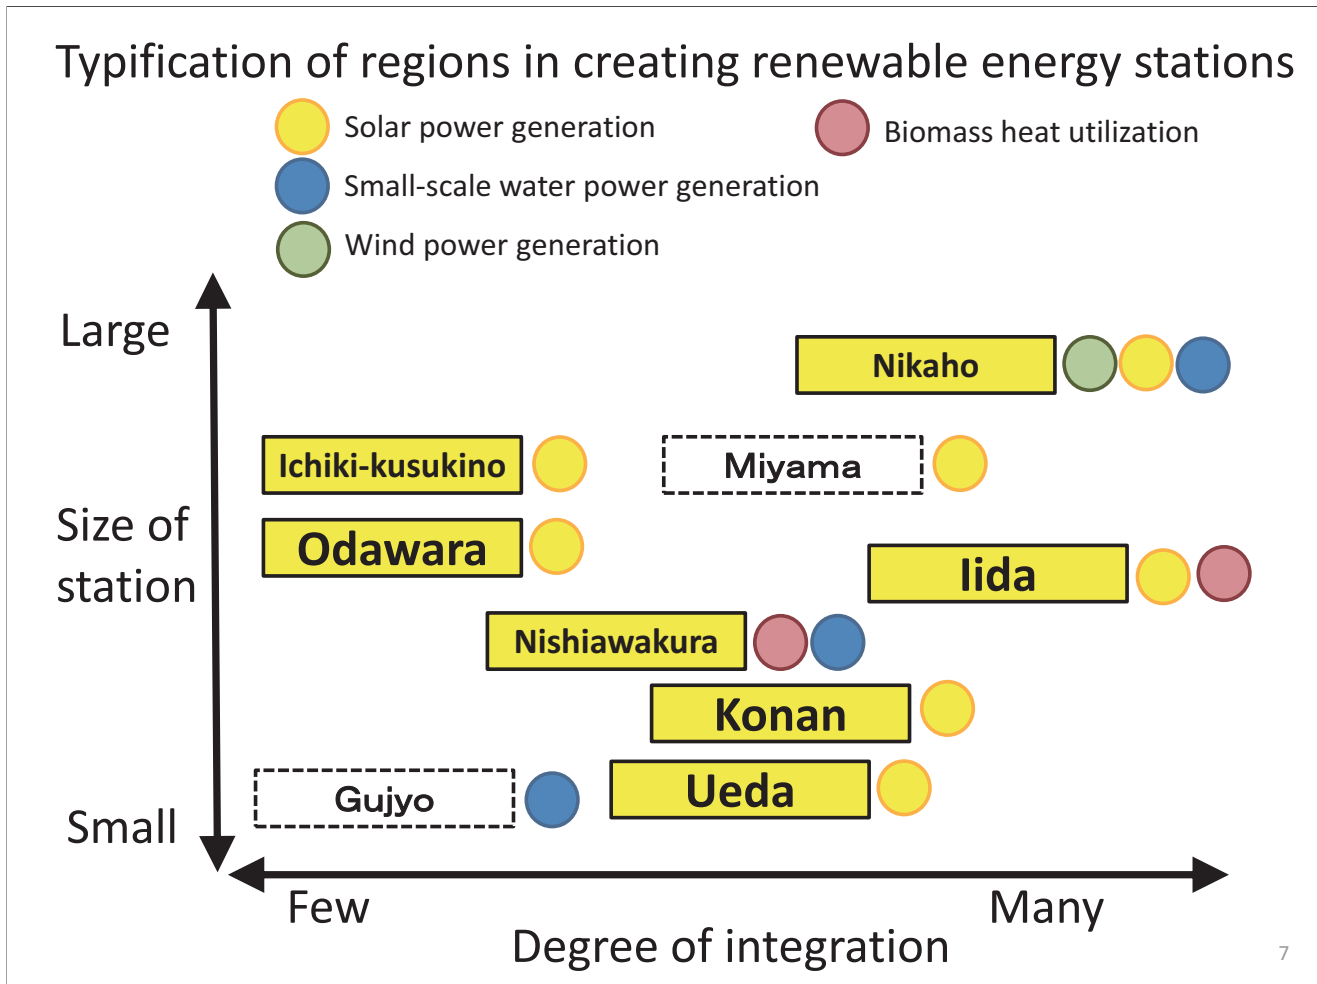 Typification of regions in creating renewable energy stations
Solar power generation
Biomass heat utilization
Small-scale water power generation
Wind power generation
Large
Nikaho
Ichiki-kusukino
Miyama
Size of
station
Odawara
Iida
Nishiawakura
Konan
Ueda
Gujyo
Small
Few
Many
Degree of integration
7